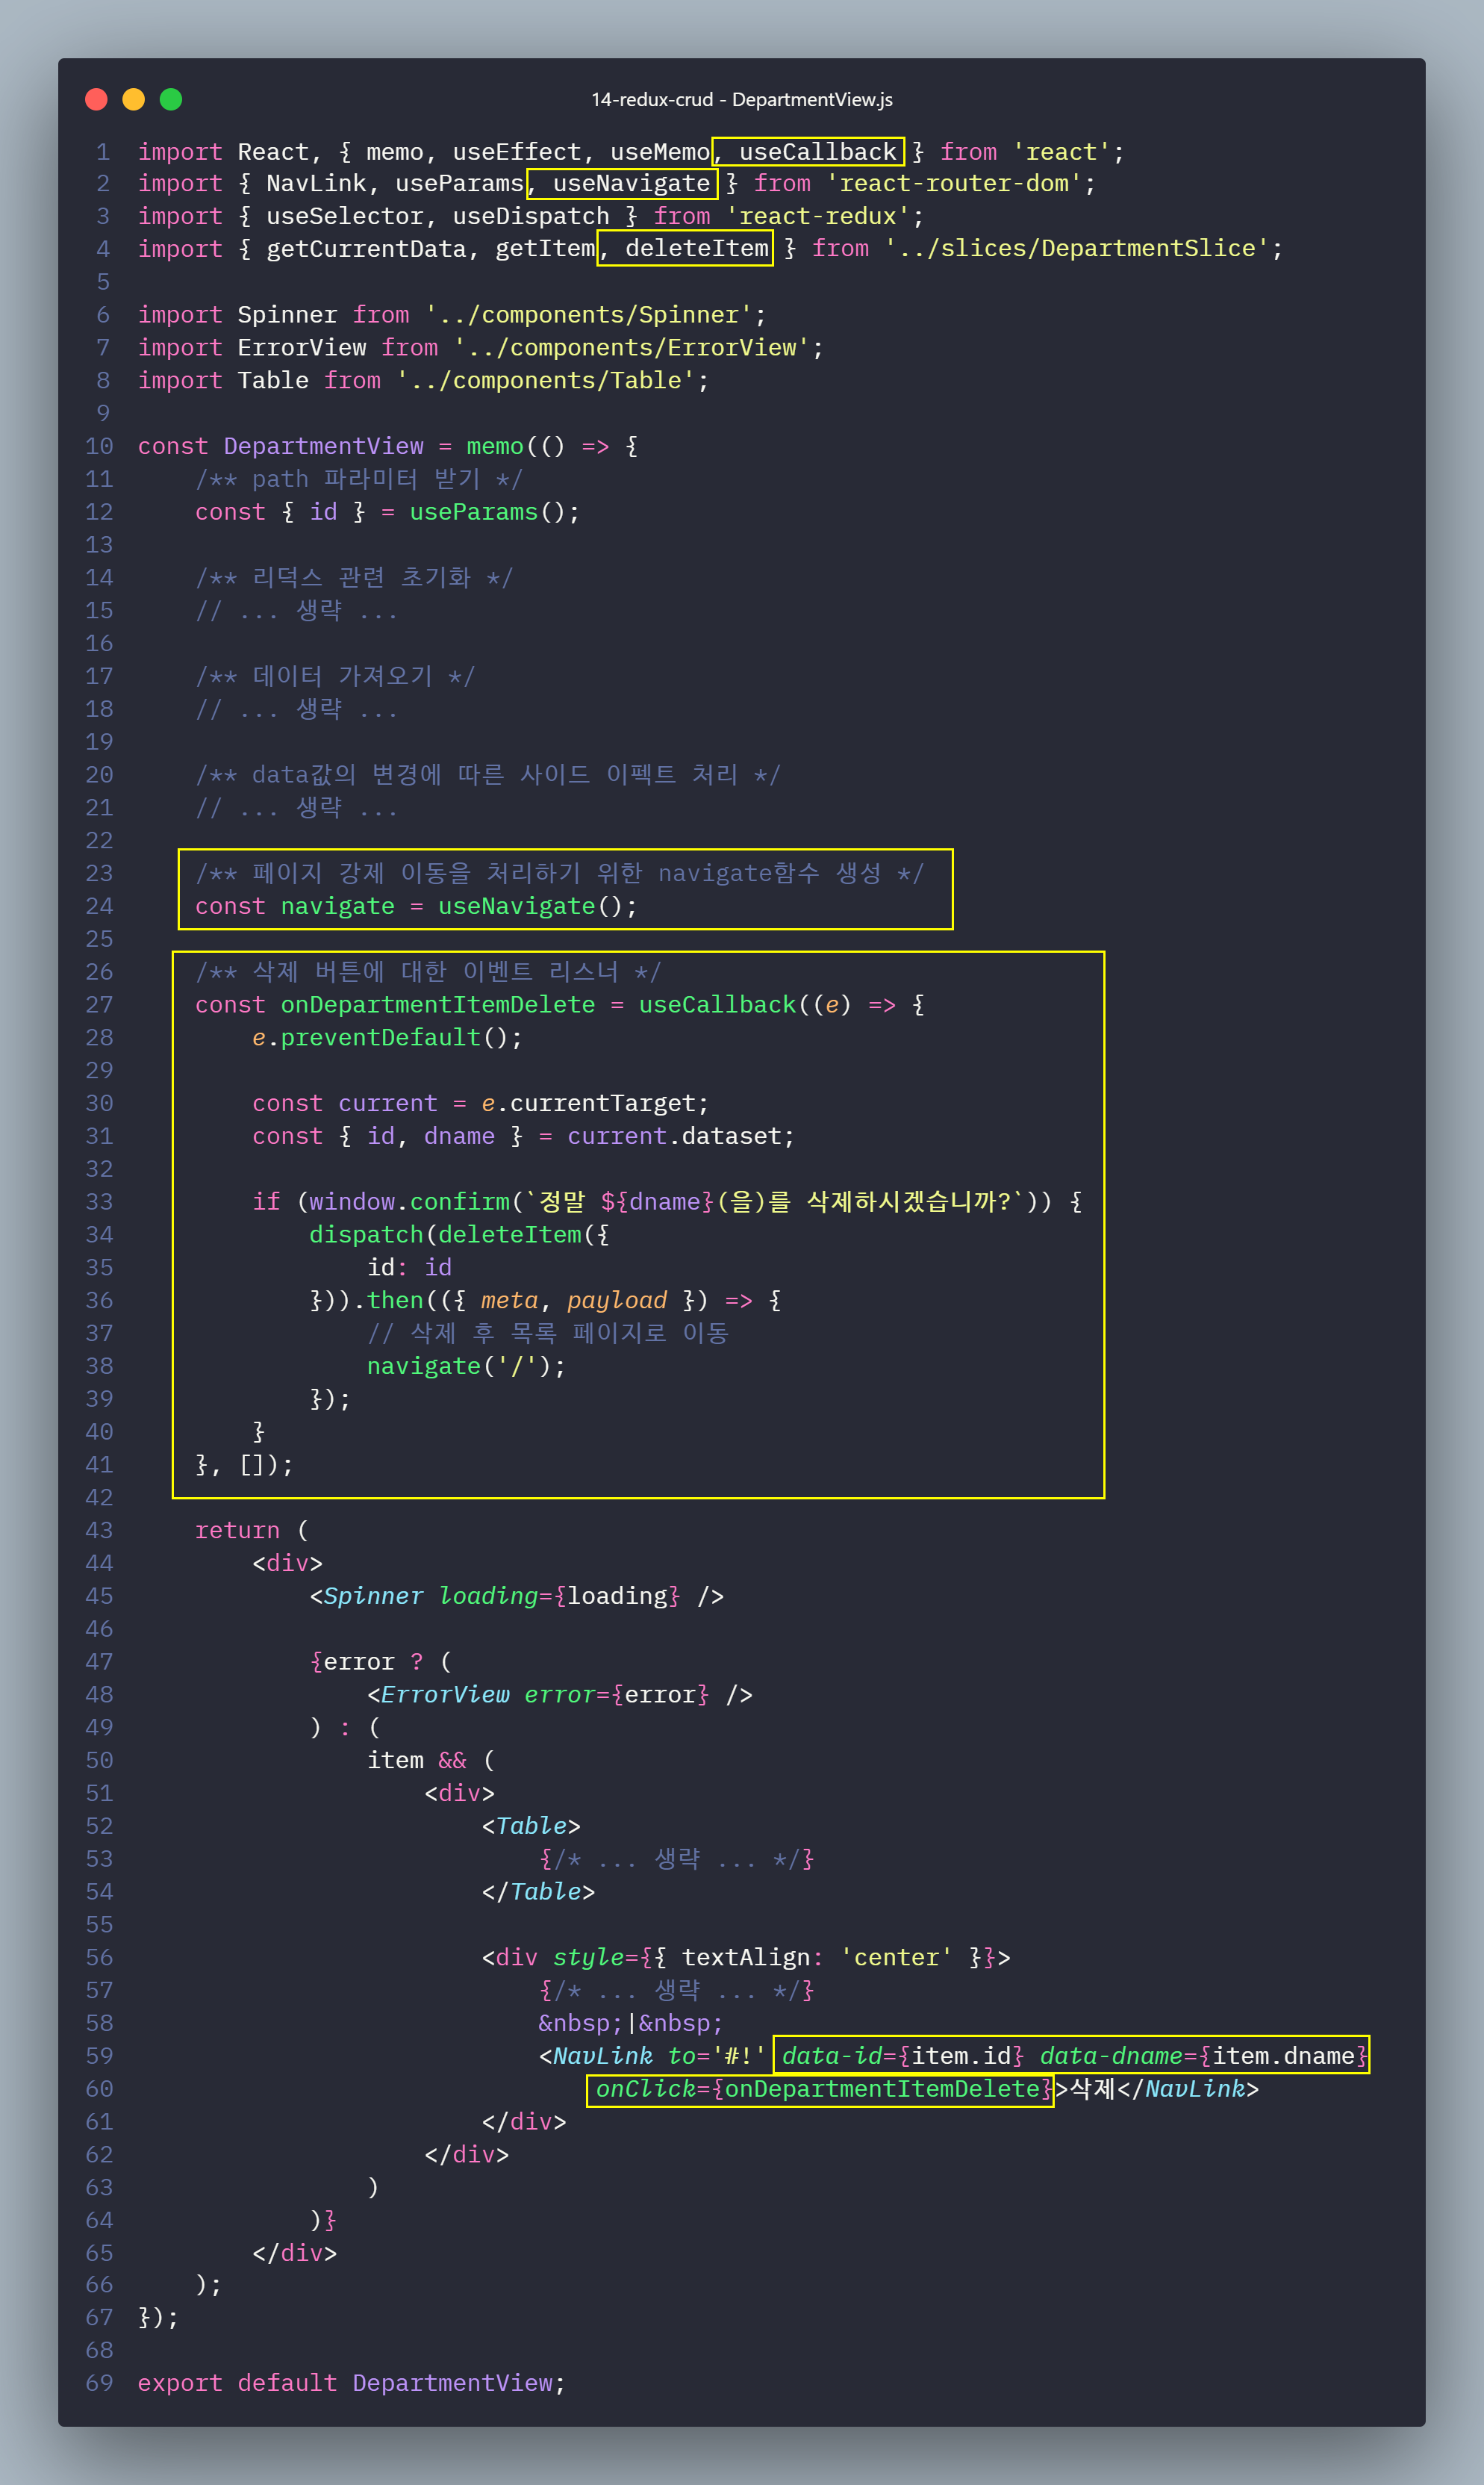 14-redux-crud - DepartmentView.js
1 import React, { memo, useEffect, useMemo, useCallback } from 'react';
2 import { NavLink, useParams, useNavigate } from 'react-router-dom';
3 import { useSelector, useDispatch } from 'react-redux';
4 import { getCurrentData, getItem, deleteItem } from '../slices/DepartmentSlice';
5
6 import Spinner from '../components/Spinner';
7 import ErrorView from '../components/ErrorView';
8 import Table from '../components/Table';
9
10 const DepartmentView = memo(() => {
11     /** path 파라미터 받기 */
12     const { id } = useParams();
13
14     /** 리덕스 관련 초기화 */
15     // ... 생략 ...
16
17     /** 데이터 가져오기 */
18     // ... 생략 ...
19
20     /** data값의 변경에 따른 사이드 이펙트 처리 */
21     // ... 생략 ...
22
23     /** 페이지 강제 이동을 처리하기 위한 navigate함수 생성 */
24     const navigate = useNavigate();
25
26     /** 삭제 버튼에 대한 이벤트 리스너 */
27     const onDepartmentItemDelete = useCallback((e) => {
28         e.preventDefault();
29
30         const current = e.currentTarget;
31         const { id, dname } = current.dataset;
32
33         if (window.confirm(`정말 ${dname}(을)를 삭제하시겠습니까?`)) {
34             dispatch(deleteItem({
35                 id: id
36             })).then(({ meta, payload }) => {
37                 // 삭제 후 목록 페이지로 이동
38                 navigate('/');
39             });
40         }
41     }, []);
42
43     return (
44         <div>
45             <Spinner loading={loading} />
46
47             {error ? (
48                 <ErrorView error={error} />
49             ) : (
50                 item && (
51                     <div>
52                         <Table>
53                             {/* ... 생략 ... */}
54                         </Table>
55
56                         <div style={{ textAlign: 'center' }}>
57                             {/* ... 생략 ... */}
58                             &nbsp;|&nbsp;
59                             <NavLink to='#!' data-id={item.id} data-dname={item.dname}
60                                 onClick={onDepartmentItemDelete}>삭제</NavLink>
61                         </div>
62                     </div>
63                 )
64             )}
65         </div>
66     );
67 });
68
69 export default DepartmentView;